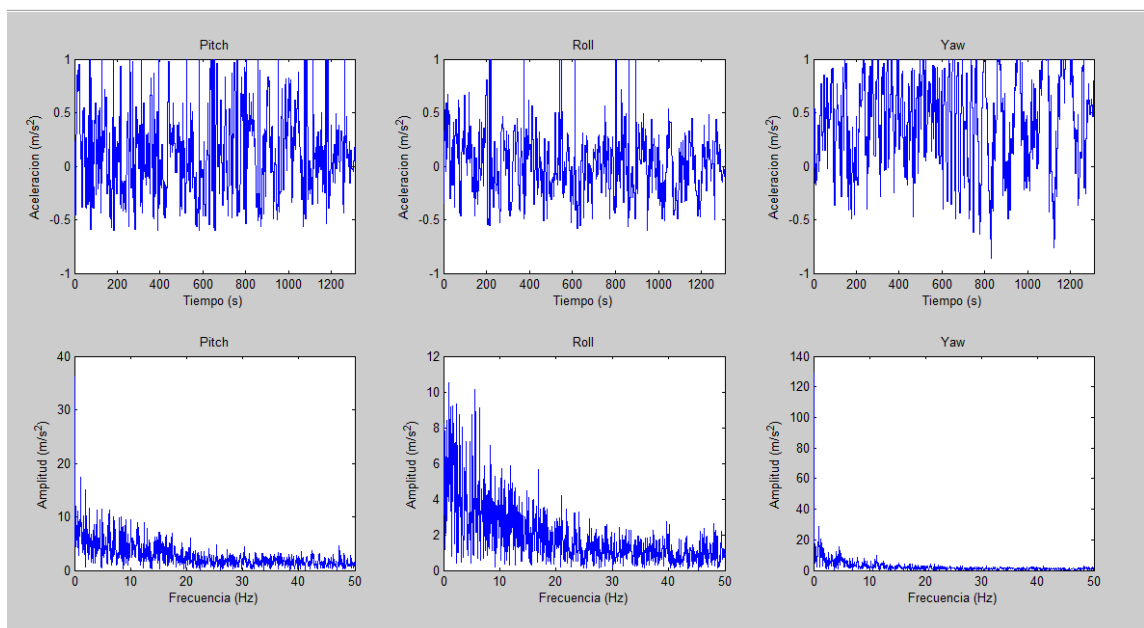 Pitch
Aceleracion (m/s²)
1
0.5
0
-0.5
-1
0 200 400 600 800 1000 1200
Tiempo (s)
Roll
Aceleracion (m/s²)
1
0.5
0
-0.5
-1
0 200 400 600 800 1000 1200
Tiempo (s)
Yaw
Aceleracion (m/s²)
1
0.5
0
-0.5
-1
0 200 400 600 800 1000 1200
Tiempo (s)
Pitch
Amplitud (m/s²)
40
30
20
10
0
0 10 20 30 40 50
Frecuencia (Hz)
Roll
Amplitud (m/s²)
12
10
8
6
4
2
0
0 10 20 30 40 50
Frecuencia (Hz)
Yaw
Amplitud (m/s²)
140
120
100
80
60
40
20
0
0 10 20 30 40 50
Frecuencia (Hz)